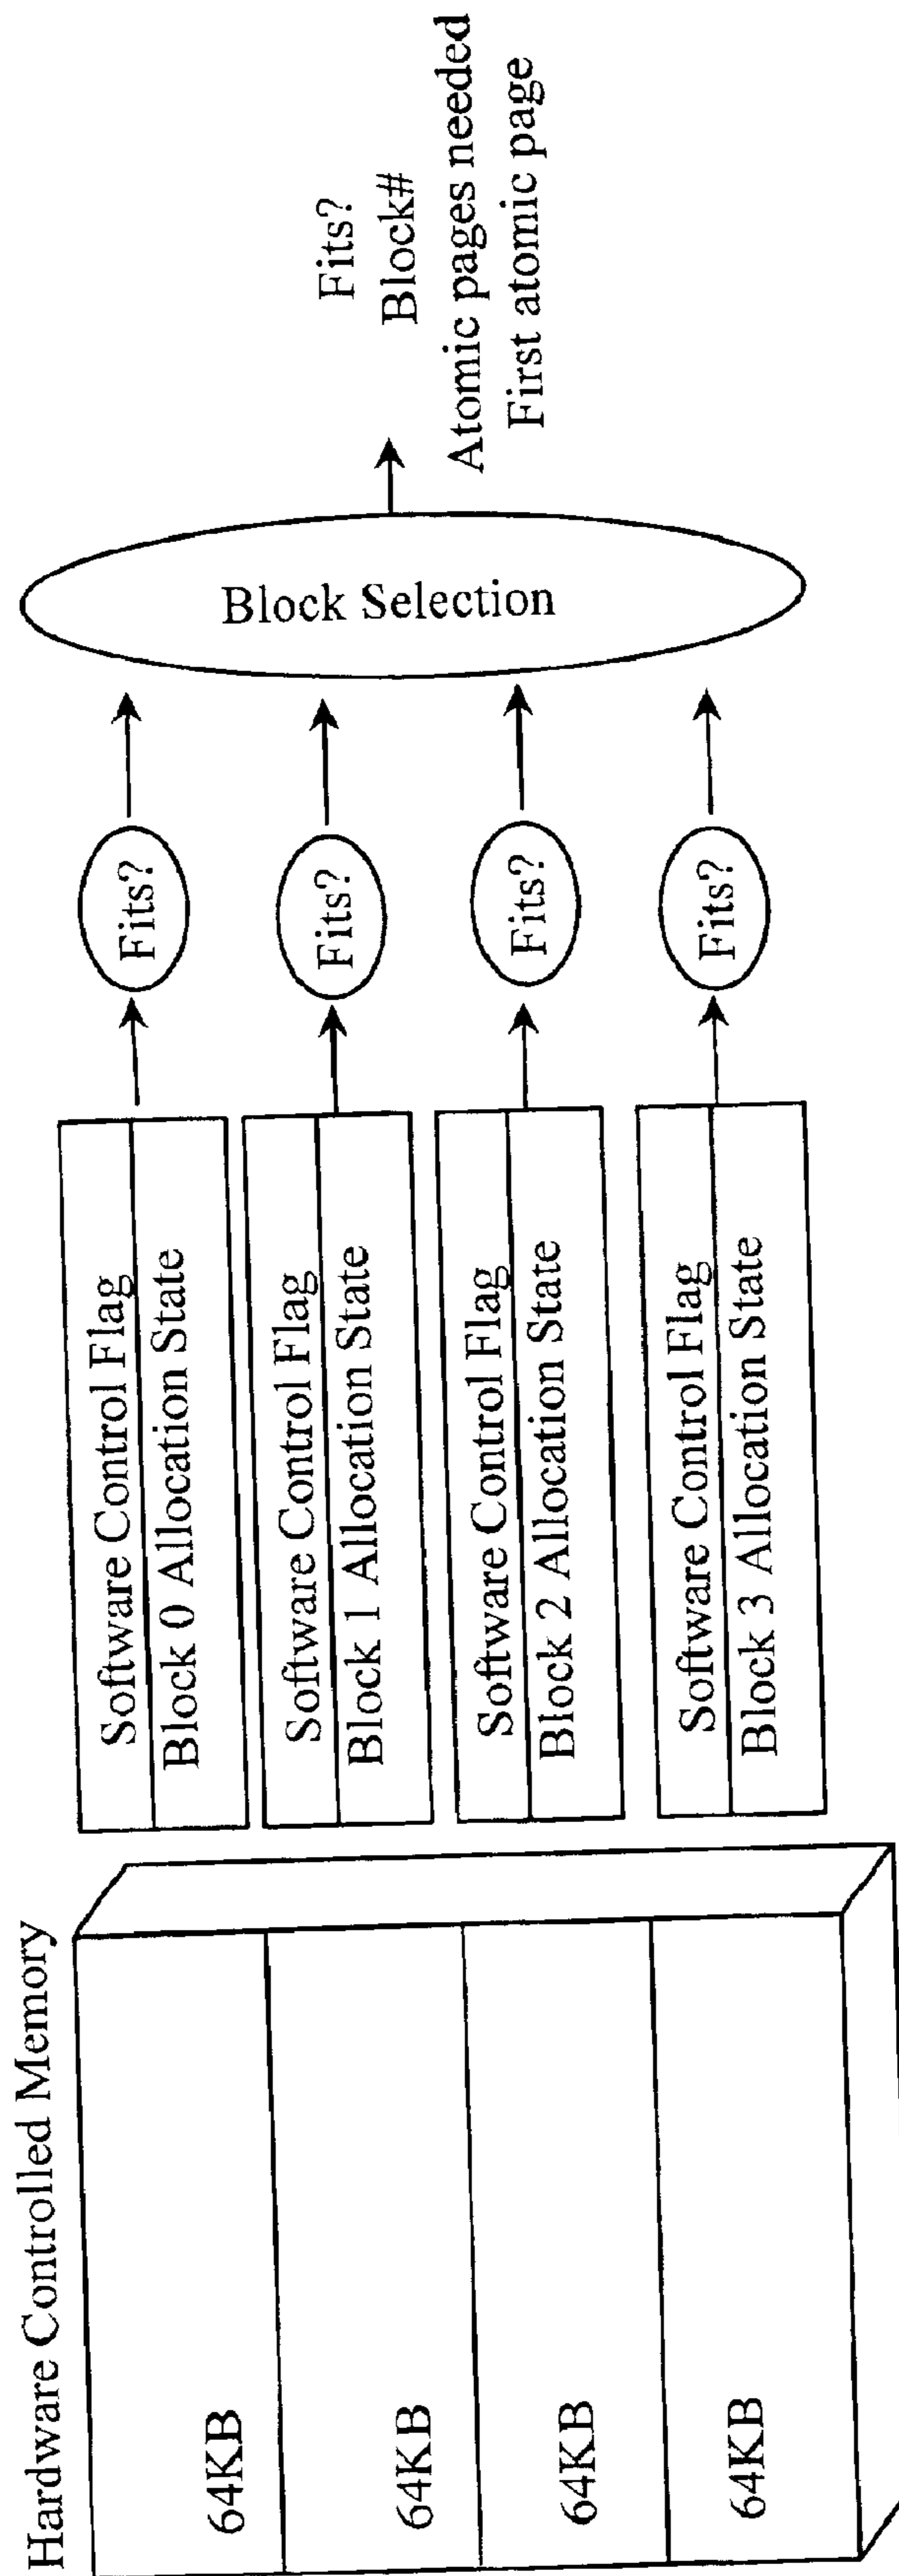 Hardware Controlled Memory
64KB
64KB
64KB
64KB
Software Control Flag
Block 0 Allocation State
Software Control Flag
Block 1 Allocation State
Software Control Flag
Block 2 Allocation State
Software Control Flag
Block 3 Allocation State
Fits?
Fits?
Fits?
Fits?
Block Selection
Fits?
Block#
Atomic pages needed
First atomic page